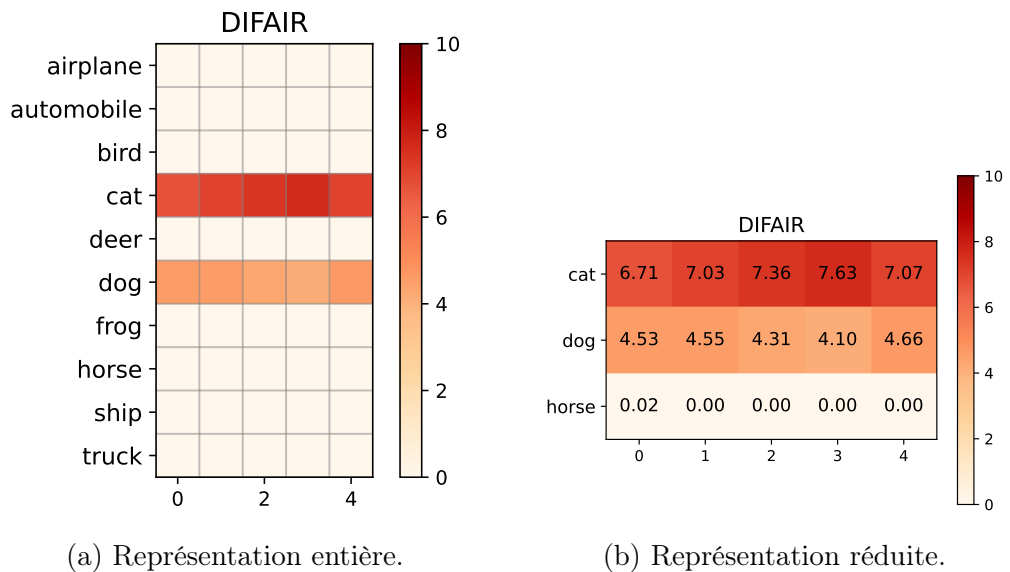 DIFAIR
airplane
automobile
bird
cat
deer
dog
frog
horse
ship
truck
0 2 4
10
8
6
4
2
0
(a) Représentation entière.
DIFAIR
cat 6.71 7.03 7.36 7.63 7.07
dog 4.53 4.55 4.31 4.10 4.66
horse 0.02 0.00 0.00 0.00 0.00
0 1 2 3 4
10
8
6
4
2
0
(b) Représentation réduite.